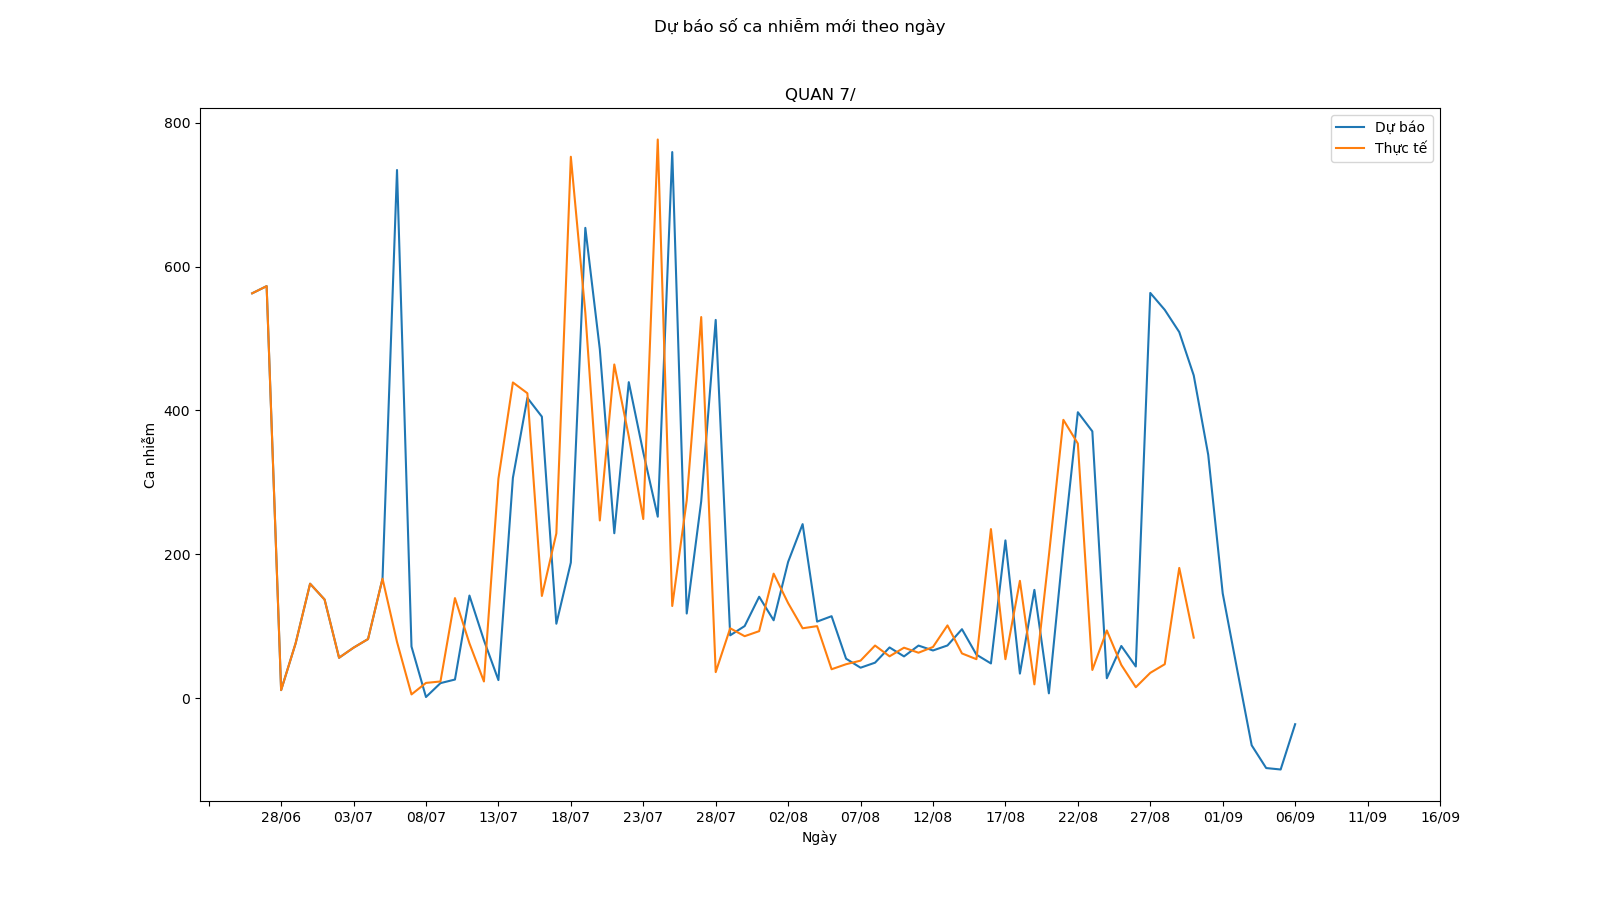 Dự báo số ca nhiễm mới theo ngày
QUAN 7/
Dự báo
Thực tế
800
600
400
200
0
Ca nhiễm
28/06 03/07 08/07 13/07 18/07 23/07 28/07 02/08 07/08 12/08 17/08 22/08 27/08 01/09 06/09 11/09 16/09
Ngày